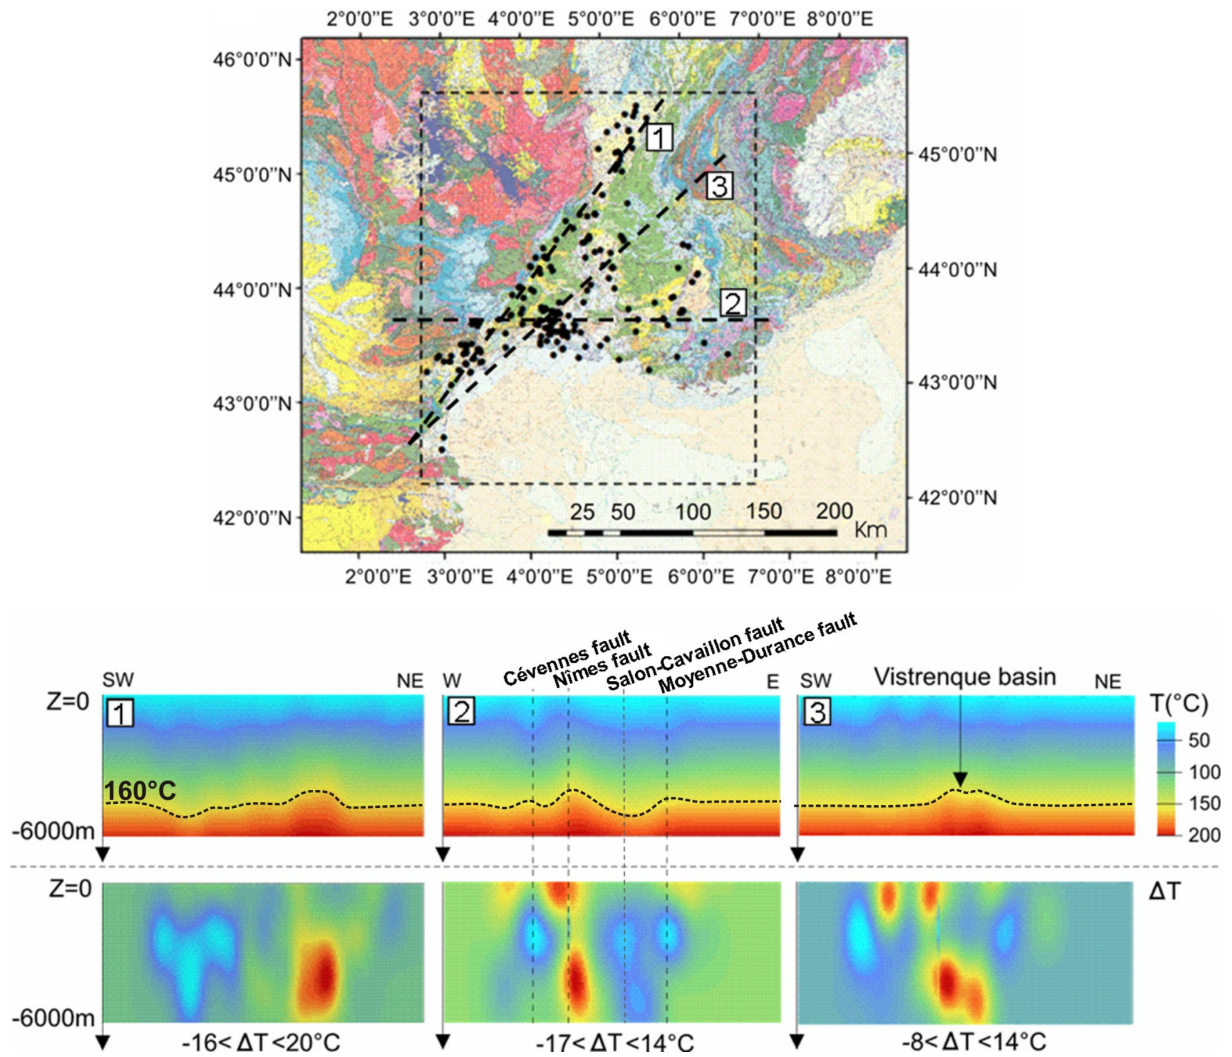 2°0'0"E 3°0'0"E 4°0'0"E 5°0'0"E 6°0'0"E 7°0'0"E 8°0'0"E
46°0'0"N
1
45°0'0"N
45°0'0"N
3
44°0'0"N
44°0'0"N
2
43°0'0"N
43°0'0"N
25 50 100 150 200
Km
42°0'0"N
42°0'0"N
2°0'0"E 3°0'0"E 4°0'0"E 5°0'0"E 6°0'0"E 7°0'0"E 8°0'0"E
Cévennes fault
Nîmes fault
Salon-Cavaillon fault
Moyenne-Durance fault
SW NE W E SW Vistrenque basin NE
Z=0 1 2 3 T(°C)
50
100
160°C
150
-6000m 200
Z=0 ΔT
-6000m
-16< ΔT <20°C -17< ΔT <14°C -8< ΔT <14°C